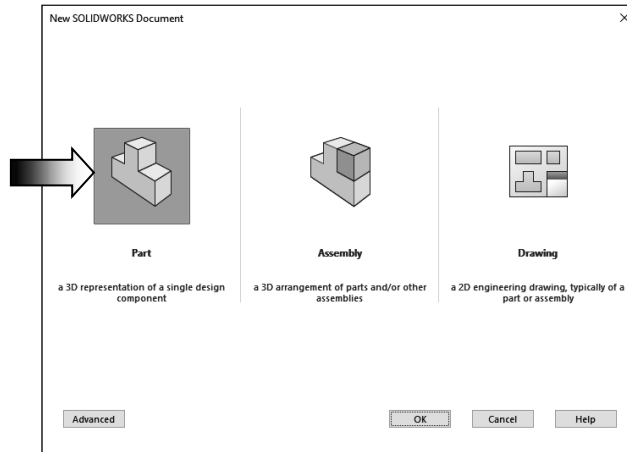 New SOLIDWORKS Document
Part
Assembly
Drawing
a 3D representation of a single design
component
a 3D arrangement of parts and/or other
assemblies
a 2D engineering drawing, typically of a
part or assembly
Advanced
OK
Cancel
Help